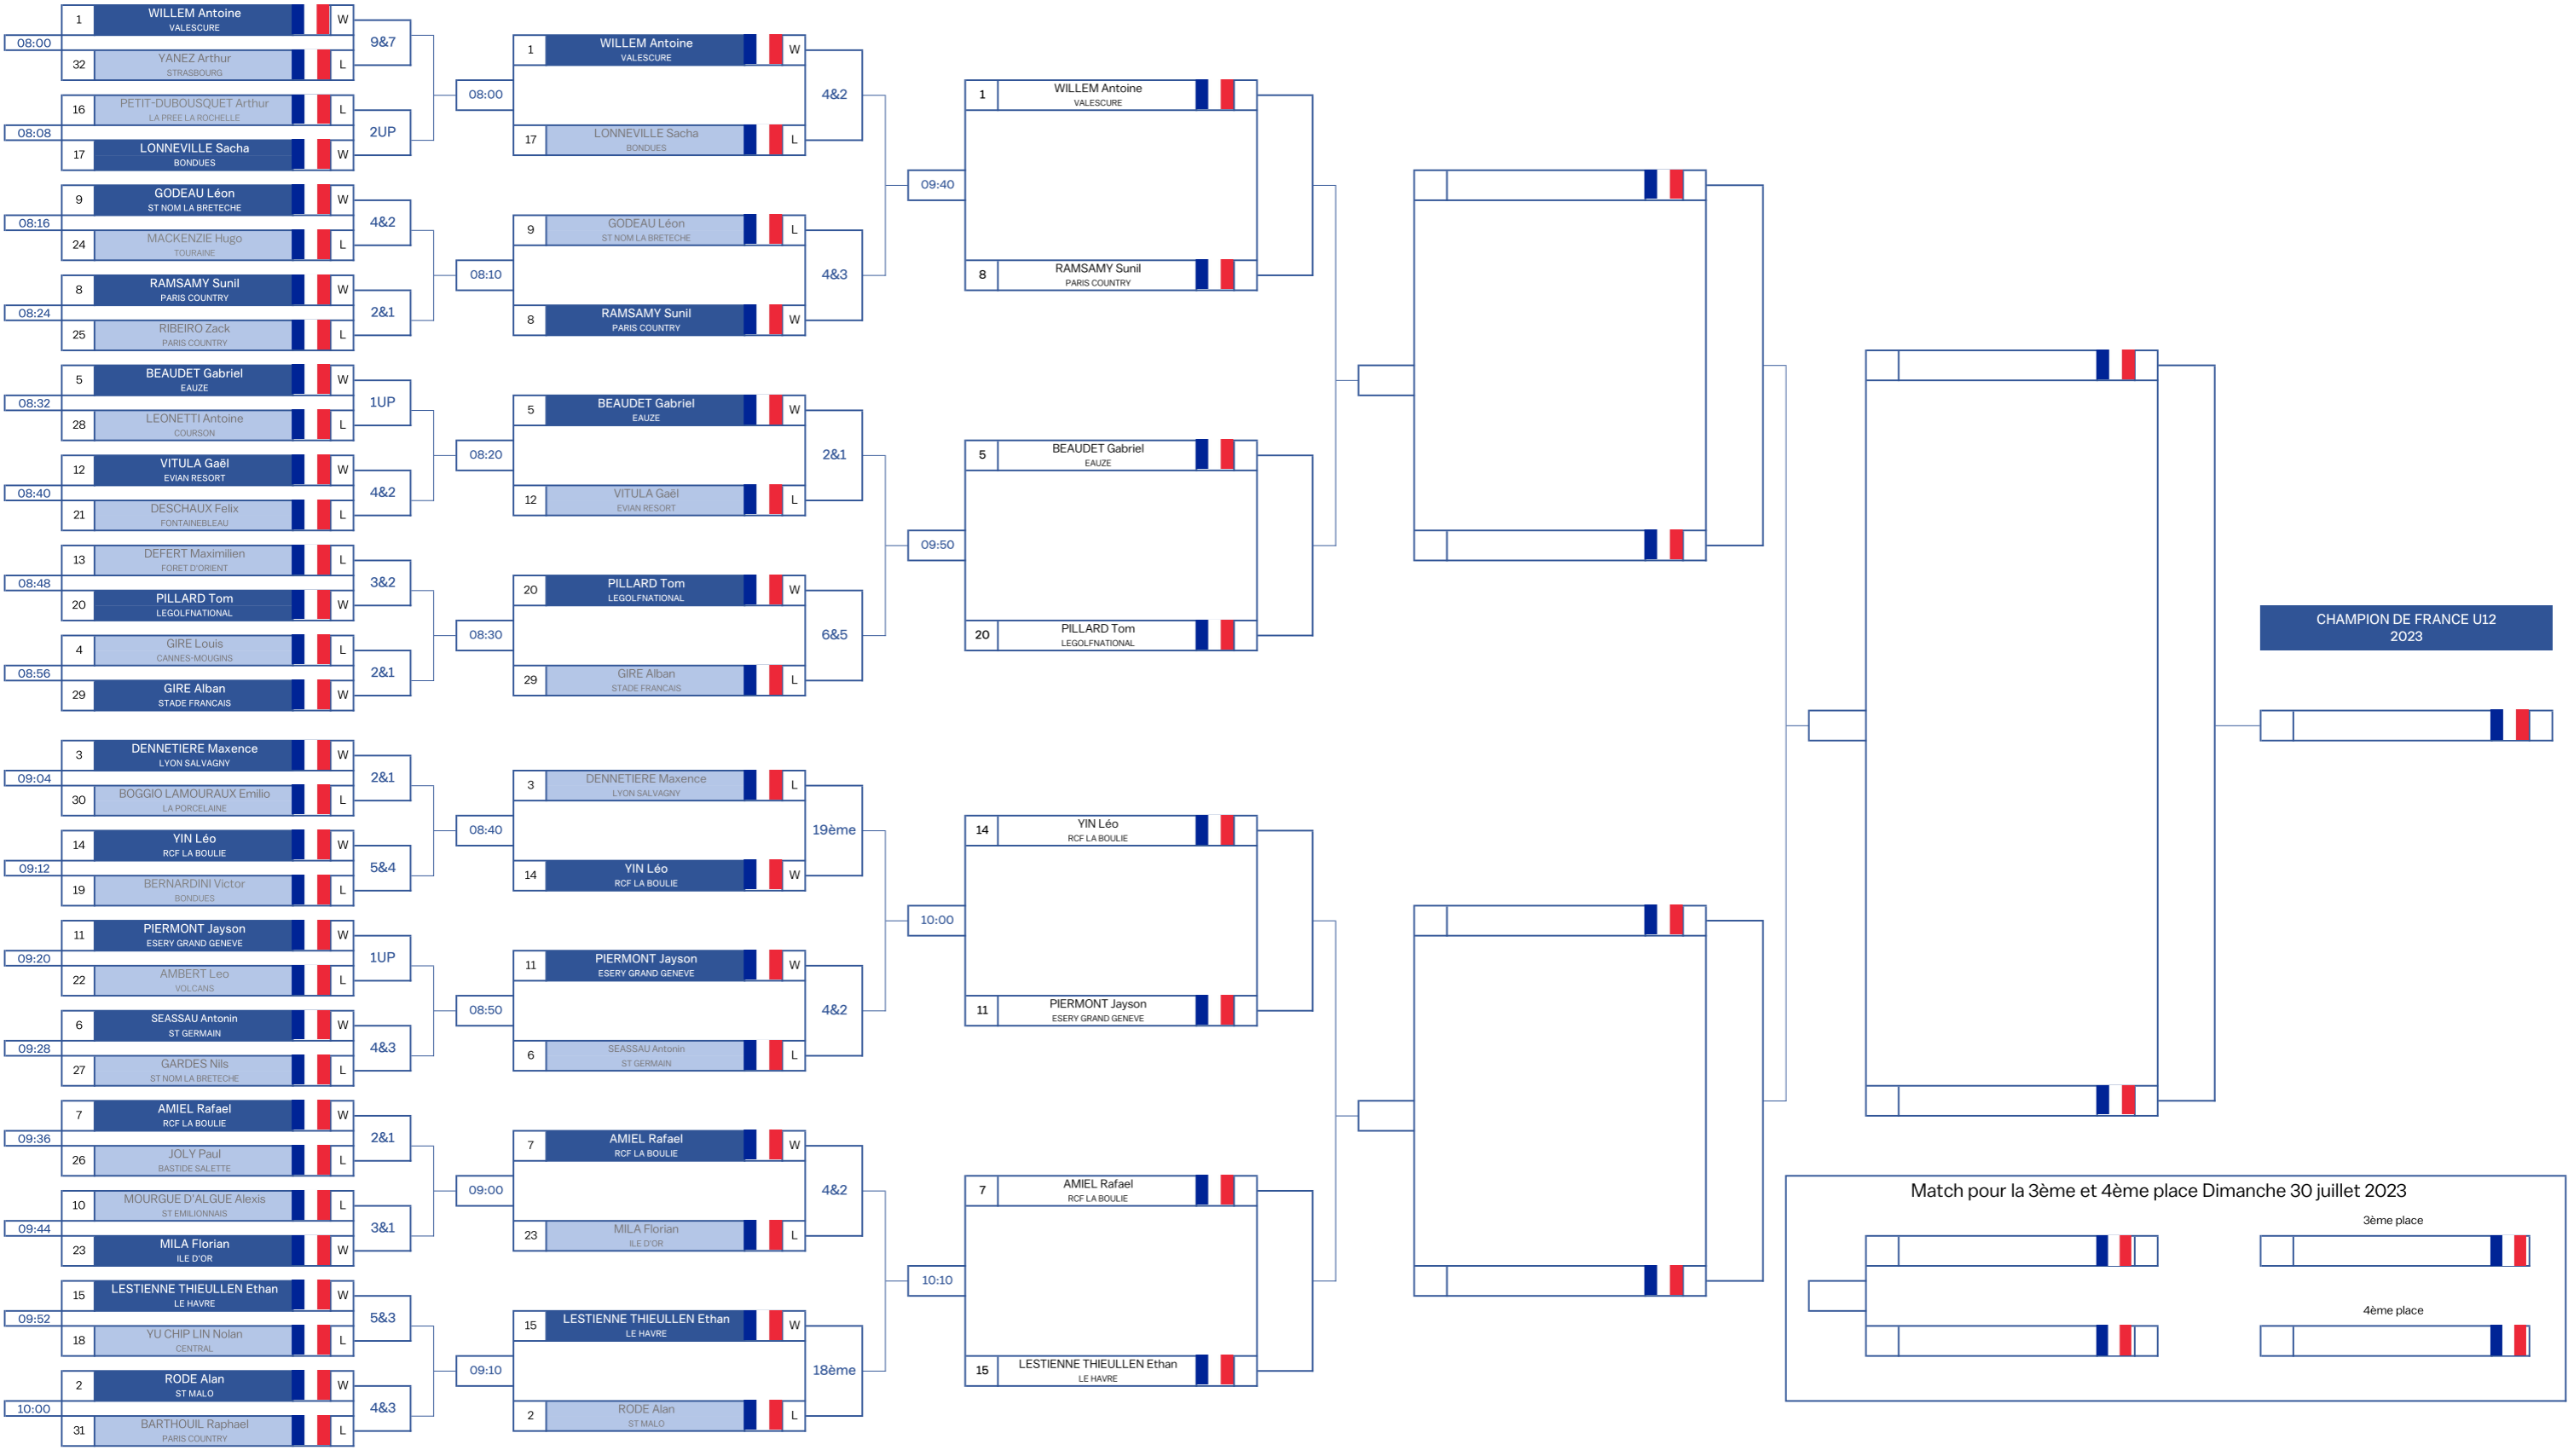 1
WILLEM Antoine
VALESCURE
W
08:00
9&7
32
YANEZ Arthur
STRASBOURG
L
16
PETIT-DUBOUSQUET Arthur
LA PREE LA ROCHELLE
L
08:08
2UP
17
LONNEVILLE Sacha
BONDUES
W
9
GODEAU Léon
ST NOM LA BRETECHE
W
08:16
4&2
24
MACKENZIE Hugo
TOURAINE
L
8
RAMSAMY Sunil
PARIS COUNTRY
W
08:24
2&1
25
RIBEIRO Zack
PARIS COUNTRY
L
5
BEAUDET Gabriel
EAUZE
W
08:32
1UP
28
LEONETTI Antoine
COURSON
L
12
VITULA Gaël
EVIAN RESORT
W
08:40
4&2
21
DESCHAUX Felix
FONTAINEBLEAU
L
13
DEFERT Maximilien
FORET D'ORIENT
L
08:48
3&2
20
PILLARD Tom
LEGOLFNATIONAL
W
4
GIRE Louis
CANNES-MOUGINS
L
08:56
2&1
29
GIRE Alban
STADE FRANCAIS
W
3
DENNETIERE Maxence
LYON SALVAGNY
W
09:04
2&1
30
BOGGIO LAMOURAUX Emilio
LA PORCELAINE
L
14
YIN Léo
RCF LA BOULIE
W
09:12
5&4
19
BERNARDINI Victor
BONDUES
L
11
PIERMONT Jayson
ESERY GRAND GENEVE
W
09:20
1UP
22
AMBERT Leo
VOLCANS
L
6
SEASSAU Antonin
ST GERMAIN
W
09:28
4&3
27
GARDES Nils
ST NOM LA BRETECHE
L
7
AMIEL Rafael
RCF LA BOULIE
W
09:36
2&1
26
JOLY Paul
BASTIDE SALETTE
L
10
MOURGUE D'ALGUE Alexis
ST EMILIONNAIS
L
09:44
3&1
23
MILA Florian
ILE D'OR
W
15
LESTIENNE THIEULLEN Ethan
LE HAVRE
W
09:52
5&3
18
YU CHIP LIN Nolan
CENTRAL
L
2
RODE Alan
ST MALO
W
10:00
4&3
31
BARTHOUIL Raphael
PARIS COUNTRY
L
1
WILLEM Antoine
VALESCURE
W
08:00
4&2
17
LONNEVILLE Sacha
BONDUES
L
9
GODEAU Léon
ST NOM LA BRETECHE
L
08:10
4&3
8
RAMSAMY Sunil
PARIS COUNTRY
W
5
BEAUDET Gabriel
EAUZE
W
08:20
2&1
12
VITULA Gaël
EVIAN RESORT
L
20
PILLARD Tom
LEGOLFNATIONAL
W
08:30
6&5
29
GIRE Alban
STADE FRANCAIS
L
3
DENNETIERE Maxence
LYON SALVAGNY
L
08:40
19ème
14
YIN Léo
RCF LA BOULIE
W
11
PIERMONT Jayson
ESERY GRAND GENEVE
W
08:50
4&2
6
SEASSAU Antonin
ST GERMAIN
L
7
AMIEL Rafael
RCF LA BOULIE
W
09:00
4&2
23
MILA Florian
ILE D'OR
L
15
LESTIENNE THIEULLEN Ethan
LE HAVRE
W
09:10
18ème
2
RODE Alan
ST MALO
L
1
WILLEM Antoine
VALESCURE
09:40
8
RAMSAMY Sunil
PARIS COUNTRY
5
BEAUDET Gabriel
EAUZE
09:50
20
PILLARD Tom
LEGOLFNATIONAL
14
YIN Léo
RCF LA BOULIE
10:00
11
PIERMONT Jayson
ESERY GRAND GENEVE
7
AMIEL Rafael
RCF LA BOULIE
10:10
15
LESTIENNE THIEULLEN Ethan
LE HAVRE
CHAMPION DE FRANCE U12
2023
Match pour la 3ème et 4ème place Dimanche 30 juillet 2023
3ème place
4ème place